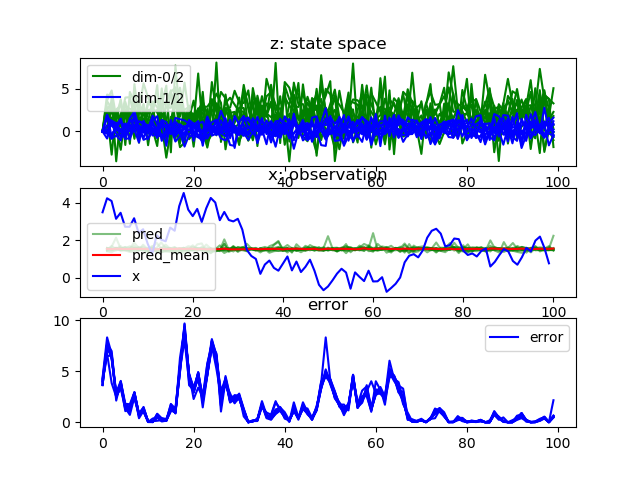 z: state space
5
0
dim-0/2
dim-1/2
0 20 40 60 80 100
x: observation
4
2
0
pred
pred_mean
x
0 20 40 60 80 100
error
10
5
0
error
0 20 40 60 80 100